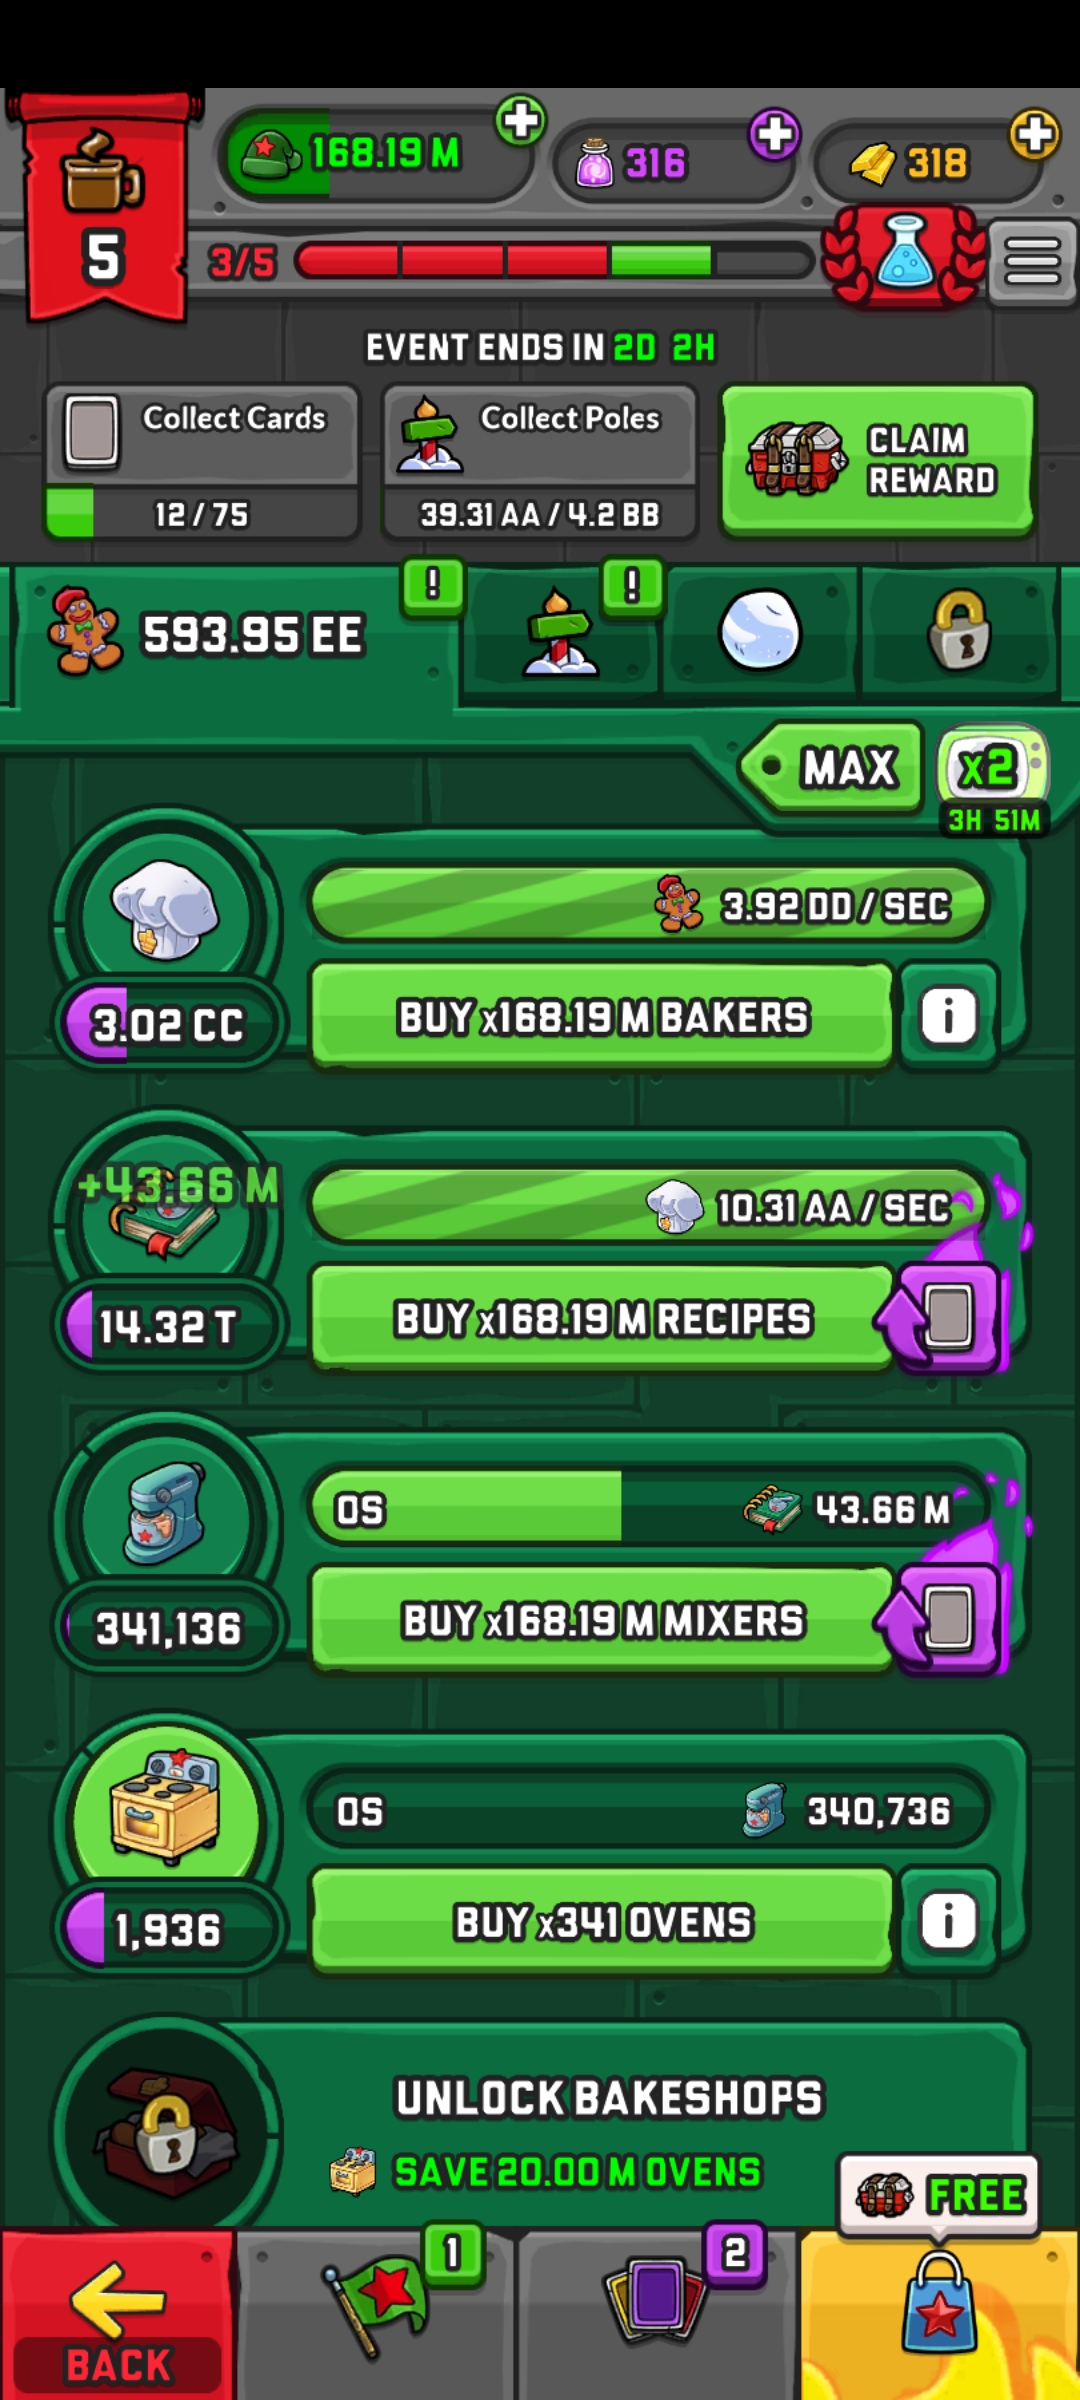 168.19 M
316
318
5
3/5
EVENT ENDS IN 2D 2H
Collect Cards
12 / 75
Collect Poles
39.31 AA / 4.2 BB
CLAIM
REWARD
593.95 EE
!
!
MAX
x2
3H 51M
3.92 DD / SEC
3.02 CC
BUY x168.19 M BAKERS
i
+43.66 M
10.31 AA / SEC
14.32 T
BUY x168.19 M RECIPES
0S
43.66 M
341,136
BUY x168.19 M MIXERS
0S
340,736
1,936
BUY x341 OVENS
i
UNLOCK BAKESHOPS
SAVE 20.00 M OVENS
FREE
BACK
1
2